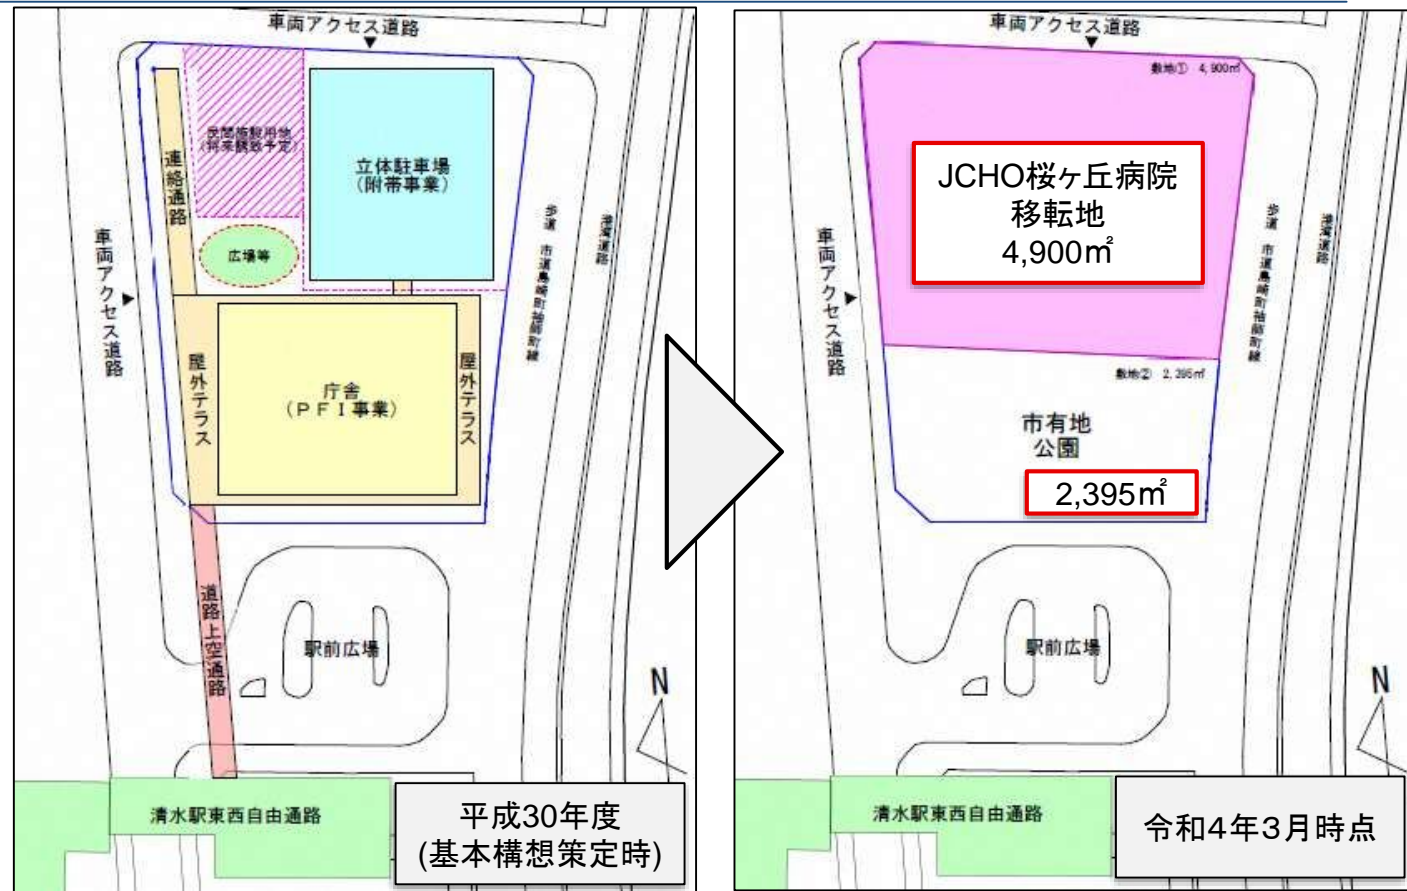 車両アクセス道路
民間施設用地
(将来誘致予定)
立体駐車場
(附帯事業)
連絡通路
広場等
車両アクセス道路
歩道 市道島崎町袖師町線
港湾道路
屋外テラス
庁舎
(PFI事業)
屋外テラス
道路上空通路
駅前広場
N
清水駅東西自由通路
平成30年度
(基本構想策定時)
車両アクセス道路
敷地① 4,900㎡
JCHO桜ヶ丘病院
移転地
4,900㎡
車両アクセス道路
歩道 市道島崎町袖師町線
港湾道路
敷地② 2,395㎡
市有地
公園
2,395㎡
駅前広場
N
清水駅東西自由通路
令和4年3月時点